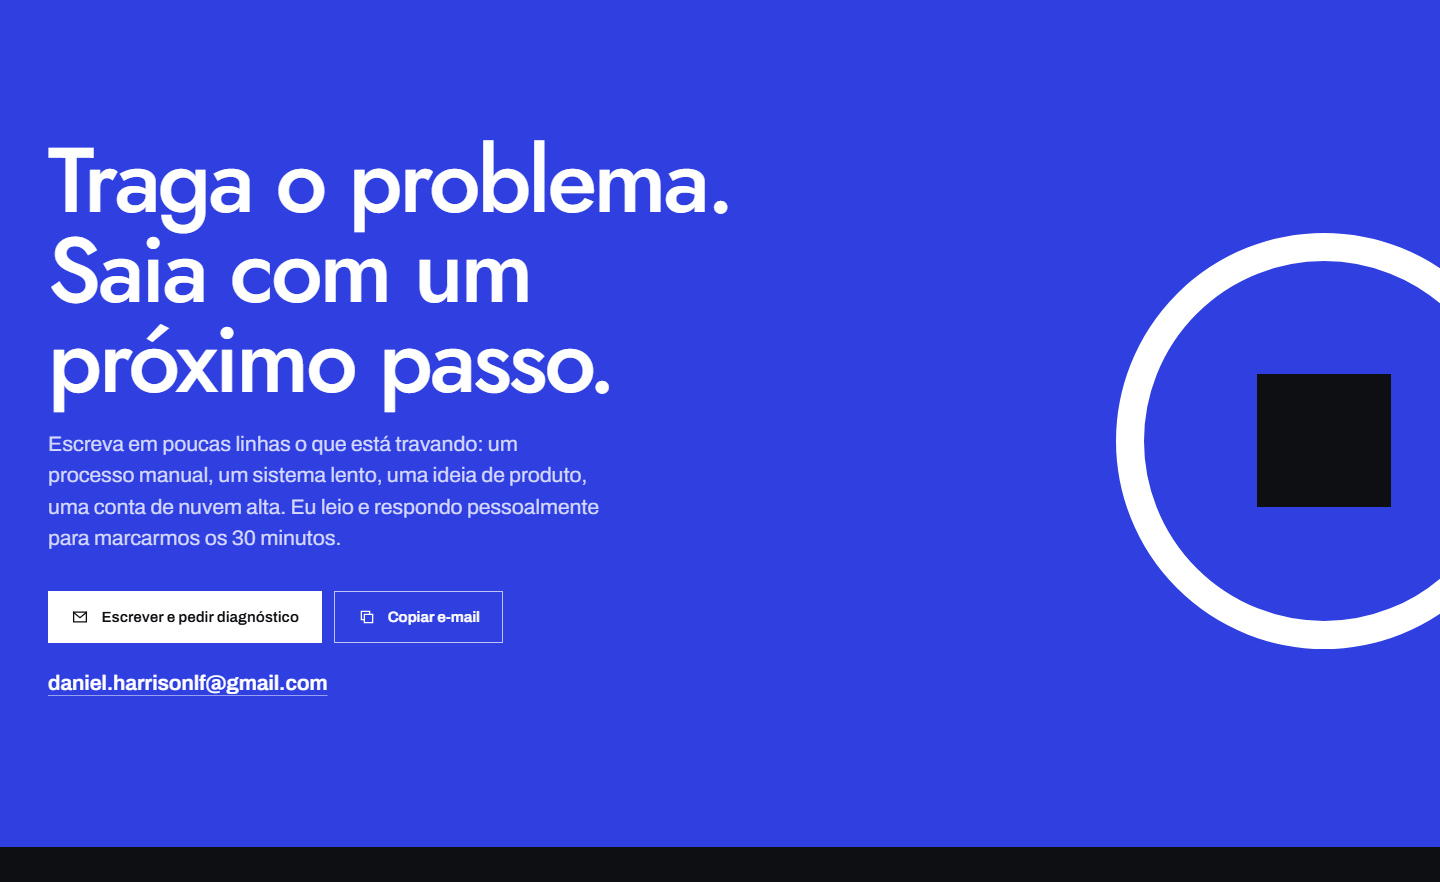 Traga o problema.
Saia com um
próximo passo.
Escreva em poucas linhas o que está travando: um
processo manual, um sistema lento, uma ideia de produto,
uma conta de nuvem alta. Eu leio e respondo pessoalmente
para marcarmos os 30 minutos.
Escrever e pedir diagnóstico
Copiar e-mail
daniel.harrisonlf@gmail.com